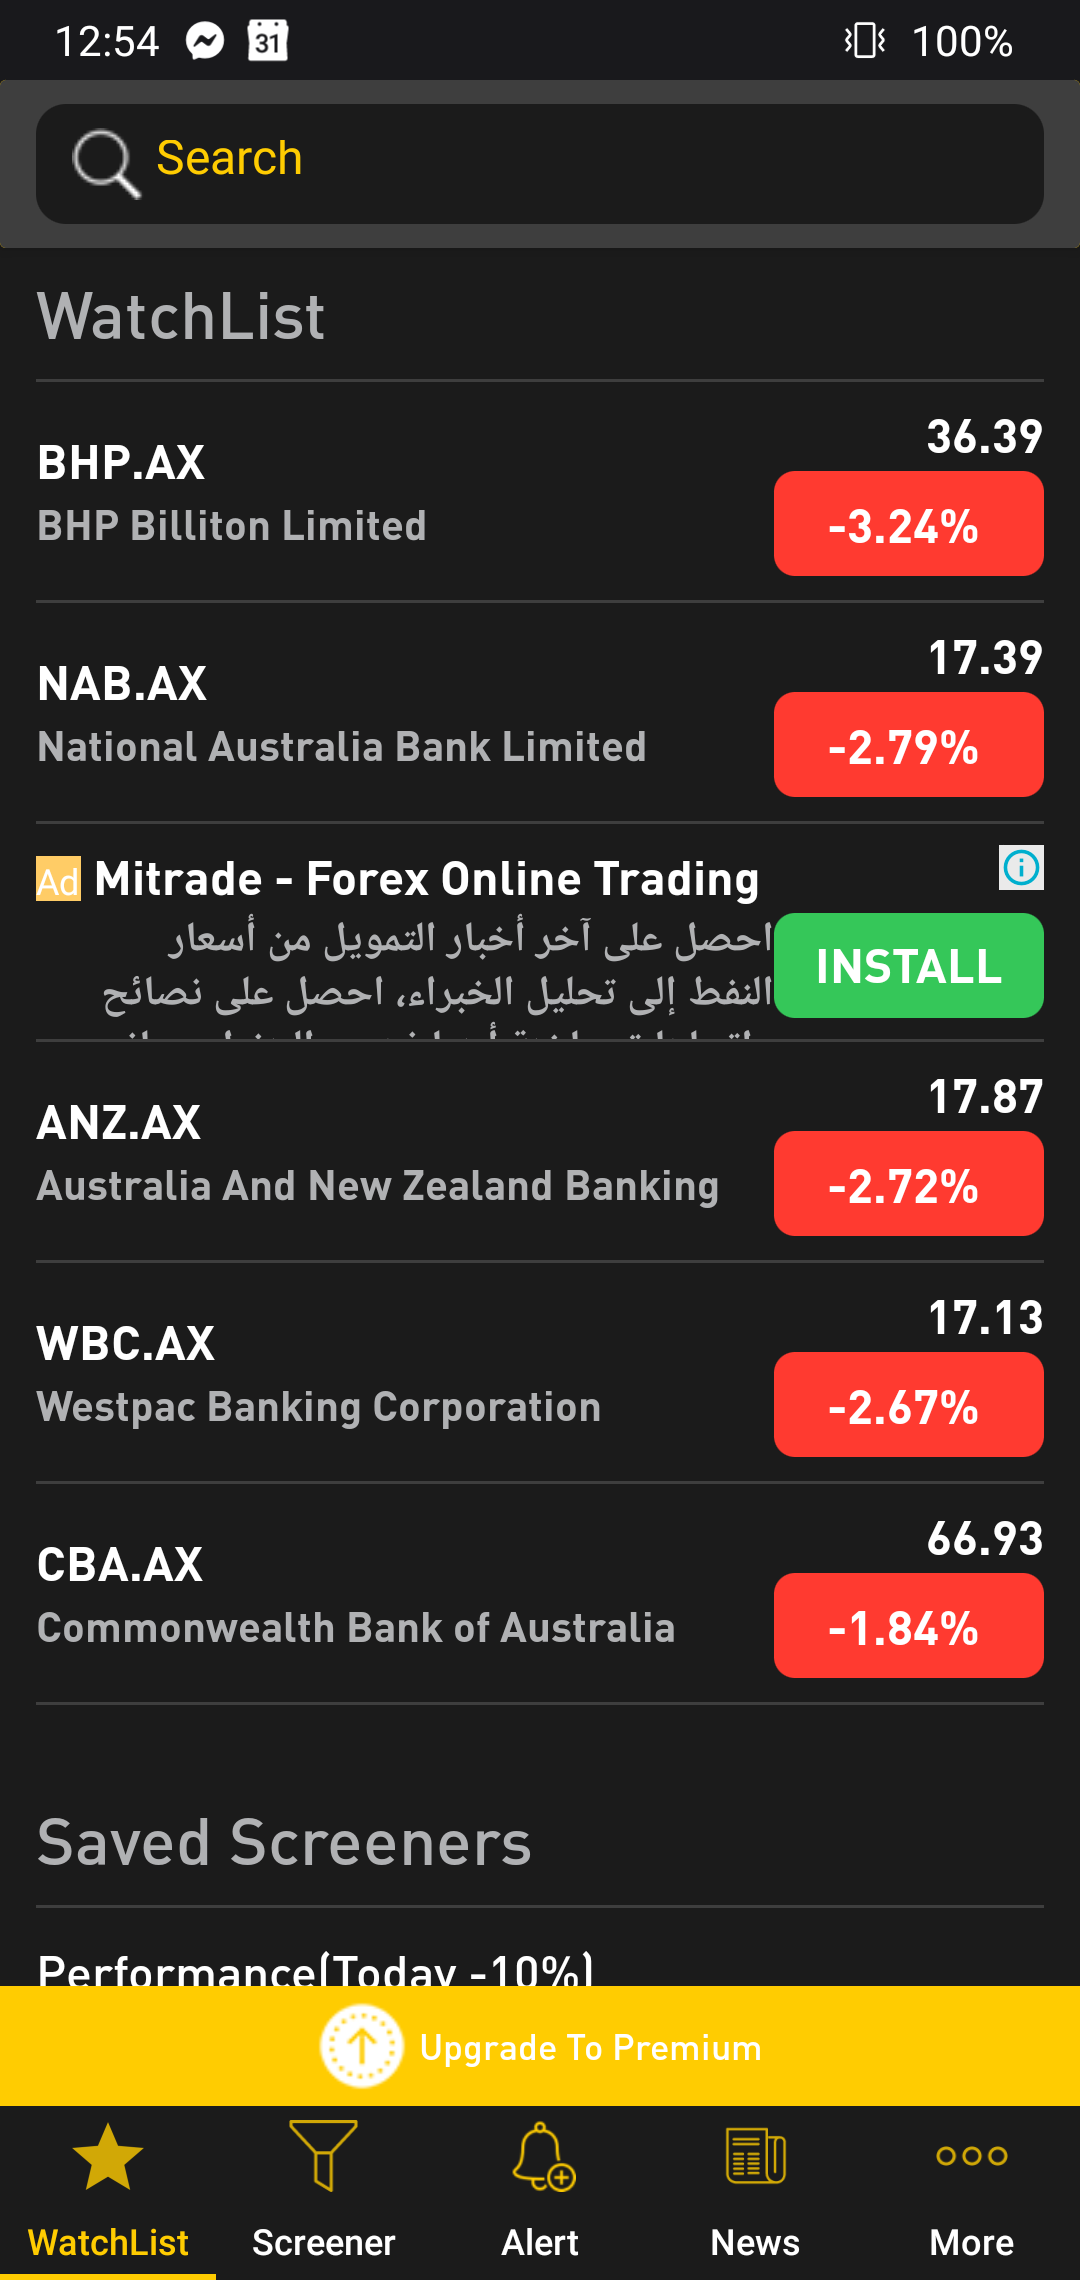 12:54
31
100%
Search
WatchList
36.39
BHP.AX
BHP Billiton Limited
-3.24%
17.39
NAB.AX
National Australia Bank Limited
-2.79%
Ad Mitrade - Forex Online Trading
احصل على آخر أخبار التمويل من أسعار
النفط إلى تحليل الخبراء، احصل على نصائح
INSTALL
17.87
ANZ.AX
Australia And New Zealand Banking
-2.72%
17.13
WBC.AX
Westpac Banking Corporation
-2.67%
66.93
CBA.AX
Commonwealth Bank of Australia
-1.84%
Saved Screeners
Performance(Today -10%)
Upgrade To Premium
WatchList
Screener
Alert
News
More